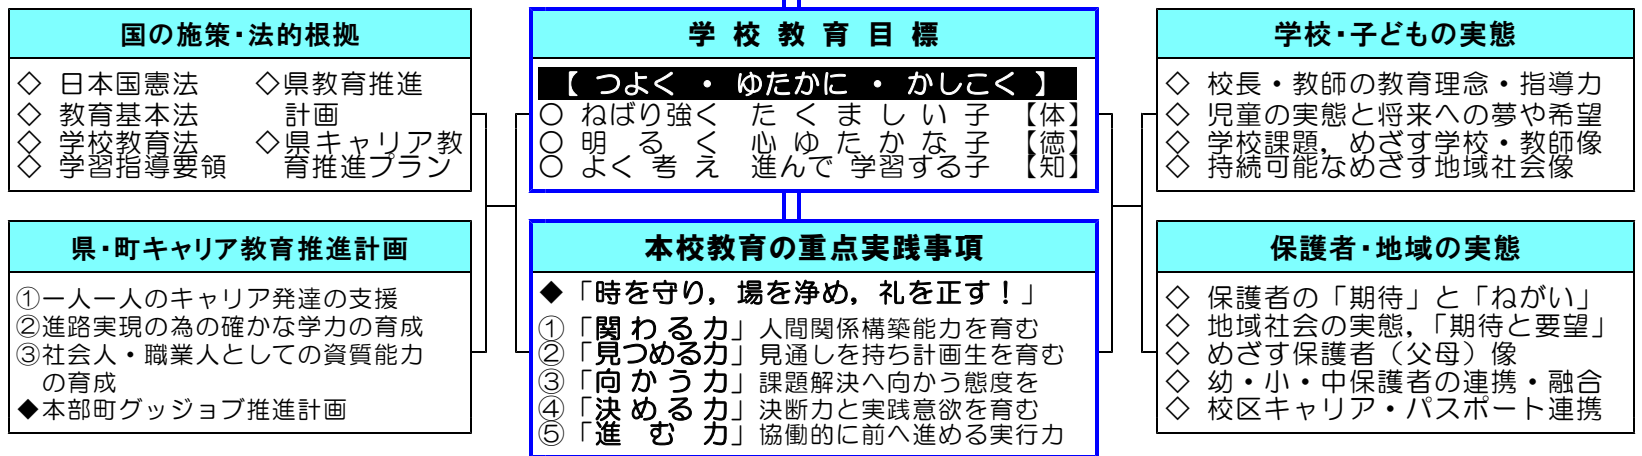 国の施策・法的根拠
◇ 日本国憲法
◇ 教育基本法
◇ 学校教育法
◇ 学習指導要領
◇県教育推進
計画
◇県キャリア教
育推進プラン
県・町キャリア教育推進計画
①一人一人のキャリア発達の支援
②進路実現の為の確かな学力の育成
③社会人・職業人としての資質能力
の育成
◆本部町グッジョブ推進計画
学校教育目標
【 つよく ・ ゆたかに ・ かしこく 】
○ ねばり強く たくましい子 【体】
○ 明るく 心ゆたかな子 【徳】
○ よく考え 進んで学習する子 【知】
本校教育の重点実践事項
◆「時を守り，場を浄め，礼を正す！」
①「関わる力」人間関係構築能力を育む
②「見つめる力」見通しを持ち計画生を育む
③「向かう力」課題解決へ向かう態度を
④「決める力」決断力と実践意欲を育む
⑤「進む力」協働的に前へ進める実行力
学校・子どもの実態
◇ 校長・教師の教育理念・指導力
◇ 児童の実態と将来への夢や希望
◇ 学校課題，めざす学校・教師像
◇ 持続可能なめざす地域社会像
保護者・地域の実態
◇ 保護者の「期待」と「ねがい」
◇ 地域社会の実態，「期待と要望」
◇ めざす保護者（父母）像
◇ 幼・小・中保護者の連携・融合
◇ 校区キャリア・パスポート連携